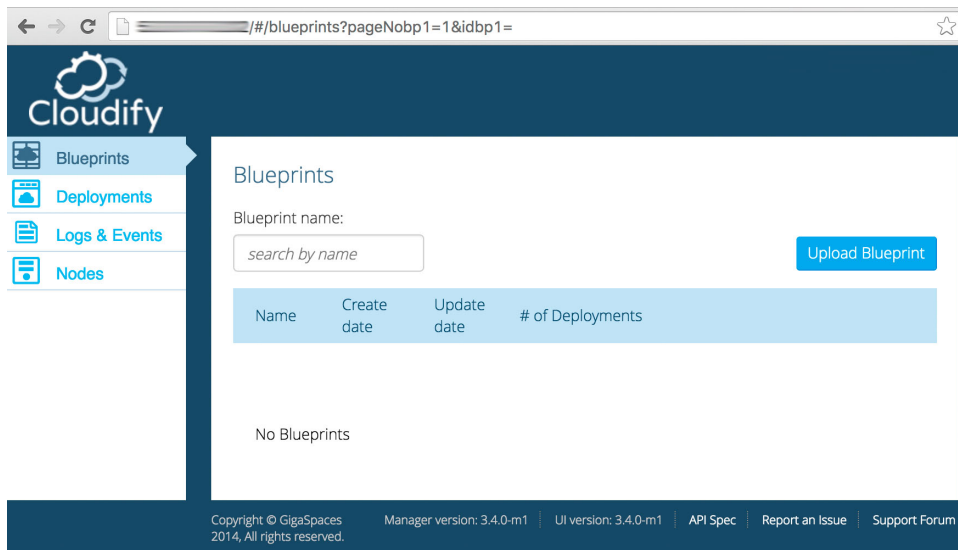 /#/blueprints?pageNobp1=1&idbp1=
Cloudify
Blueprints
Deployments
Logs & Events
Nodes
Blueprints
Blueprint name:
search by name
Upload Blueprint
Name
Create
date
Update
date
# of Deployments
No Blueprints
Copyright © GigaSpaces
2014, All rights reserved.
Manager version: 3.4.0-m1
UI version: 3.4.0-m1
API Spec
Report an Issue
Support Forum